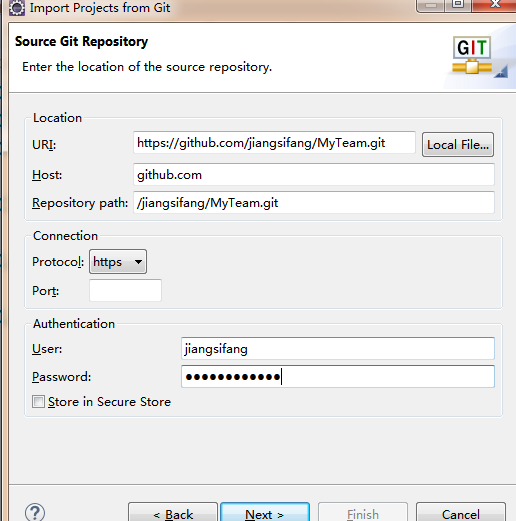 Import Projects from Git
Source Git Repository
Enter the location of the source repository.
GIT
Location
URI: https://github.com/jiangsifang/MyTeam.git Local File...
Host: github.com
Repository path: /jiangsifang/MyTeam.git
Connection
Protocol: https
Port:
Authentication
User: jiangsifang
Password: ●●●●●●●●●●●●
Store in Secure Store
? < Back Next > Finish Cancel